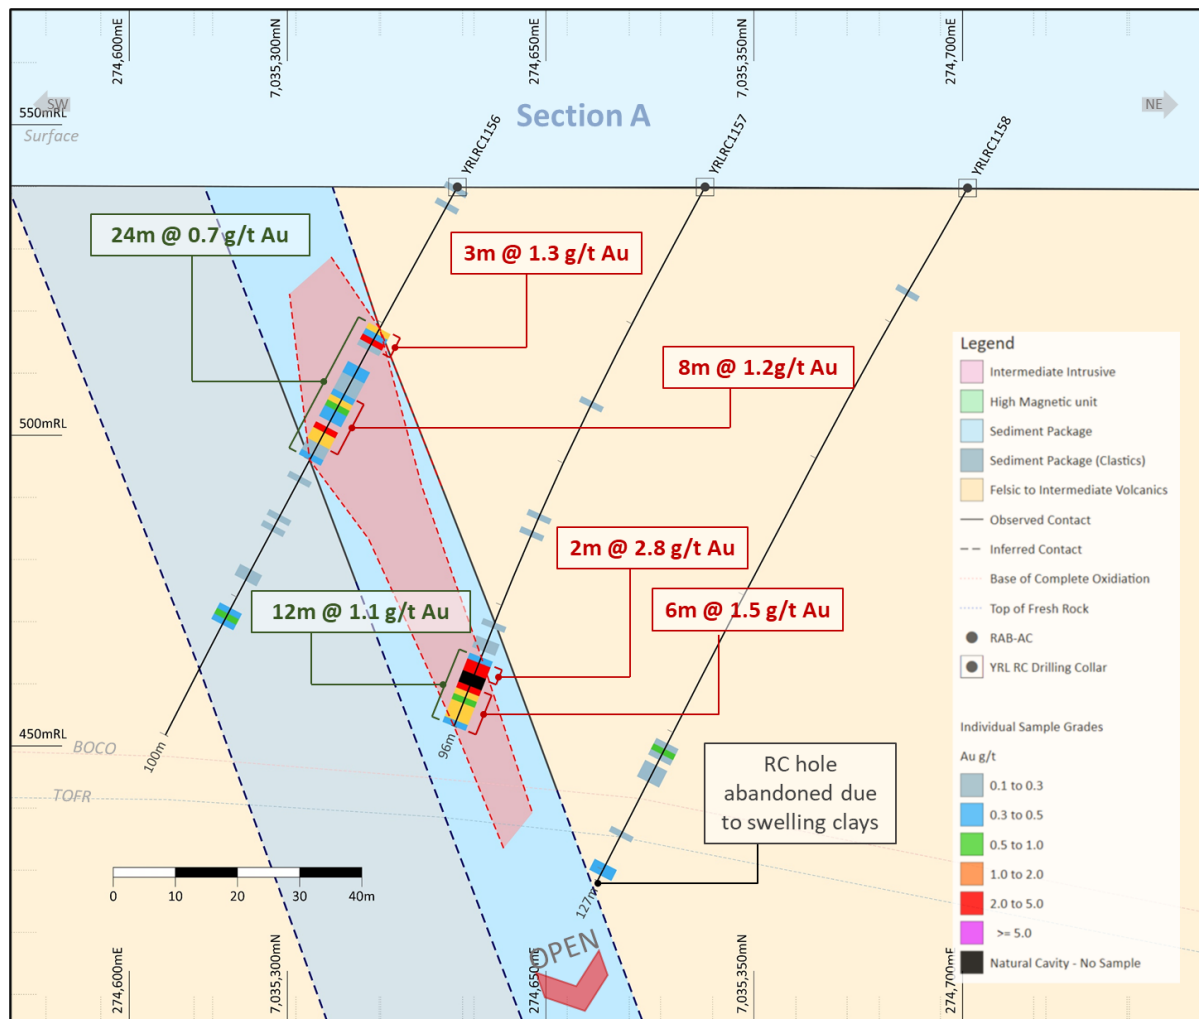 274,600mE
7,035,300mN
274,650mE
7,035,350mN
274,700mE
SW
NE
550mRL
Surface
Section A
YRLRC1156
YRLRC1157
YRLRC1158
24m @ 0.7 g/t Au
3m @ 1.3 g/t Au
8m @ 1.2g/t Au
500mRL
2m @ 2.8 g/t Au
12m @ 1.1 g/t Au
6m @ 1.5 g/t Au
450mRL
BOCO
TOFR
100m
96m
127m
RC hole
abandoned due
to swelling clays
0
10
20
30
40m
OPEN
274,600mE
7,035,300mN
274,650mE
7,035,350mN
274,700mE
Legend
Intermediate Intrusive
High Magnetic unit
Sediment Package
Sediment Package (Clastics)
Felsic to Intermediate Volcanics
Observed Contact
Inferred Contact
Base of Complete Oxidiation
Top of Fresh Rock
RAB-AC
YRL RC Drilling Collar
Individual Sample Grades
Au g/t
0.1 to 0.3
0.3 to 0.5
0.5 to 1.0
1.0 to 2.0
2.0 to 5.0
>= 5.0
Natural Cavity - No Sample